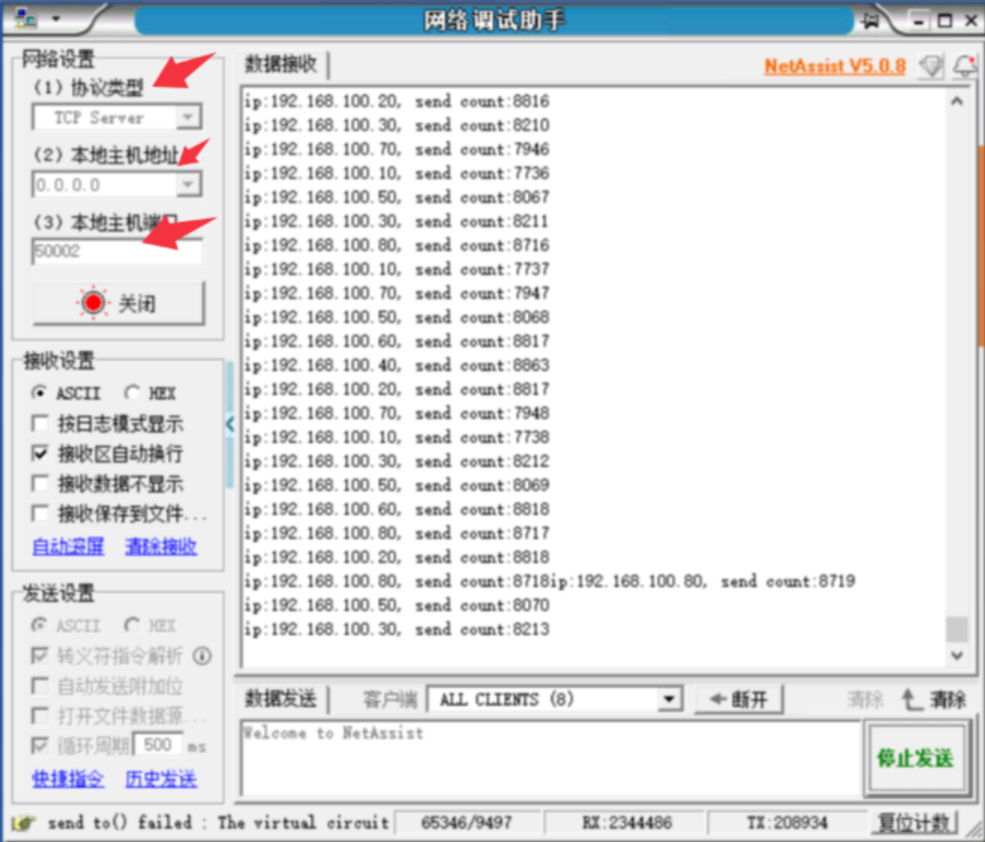 网络调试助手
网络设置
(1) 协议类型
TCP Server
(2) 本地主机地址
0.0.0.0
(3) 本地主机端口
50002
关闭
接收设置
ASCII HEX
按日志模式显示
接收区自动换行
接收数据不显示
接收保存到文件...
自动滚屏 清除接收
发送设置
ASCII HEX
转义符指令解析
自动发送附加位
打开文件数据源...
循环周期 500 ms
快捷指令 历史发送
数据接收
NetAssist V5.0.8
ip:192.168.100.20, send count:8816
ip:192.168.100.30, send count:8210
ip:192.168.100.70, send count:7946
ip:192.168.100.10, send count:7736
ip:192.168.100.50, send count:8067
ip:192.168.100.30, send count:8211
ip:192.168.100.80, send count:8716
ip:192.168.100.10, send count:7737
ip:192.168.100.70, send count:7947
ip:192.168.100.50, send count:8068
ip:192.168.100.60, send count:8817
ip:192.168.100.40, send count:8863
ip:192.168.100.20, send count:8817
ip:192.168.100.70, send count:7948
ip:192.168.100.10, send count:7738
ip:192.168.100.30, send count:8212
ip:192.168.100.50, send count:8069
ip:192.168.100.60, send count:8818
ip:192.168.100.80, send count:8717
ip:192.168.100.20, send count:8818
ip:192.168.100.80, send count:8718ip:192.168.100.80, send count:8719
ip:192.168.100.50, send count:8070
ip:192.168.100.30, send count:8213
数据发送 客户端 ALL CLIENTS (8) 断开 清除 清除
Welcome to NetAssist
停止发送
send to() failed : The virtual circuit 65346/9497 RX:2344486 TX:208934 复位计数